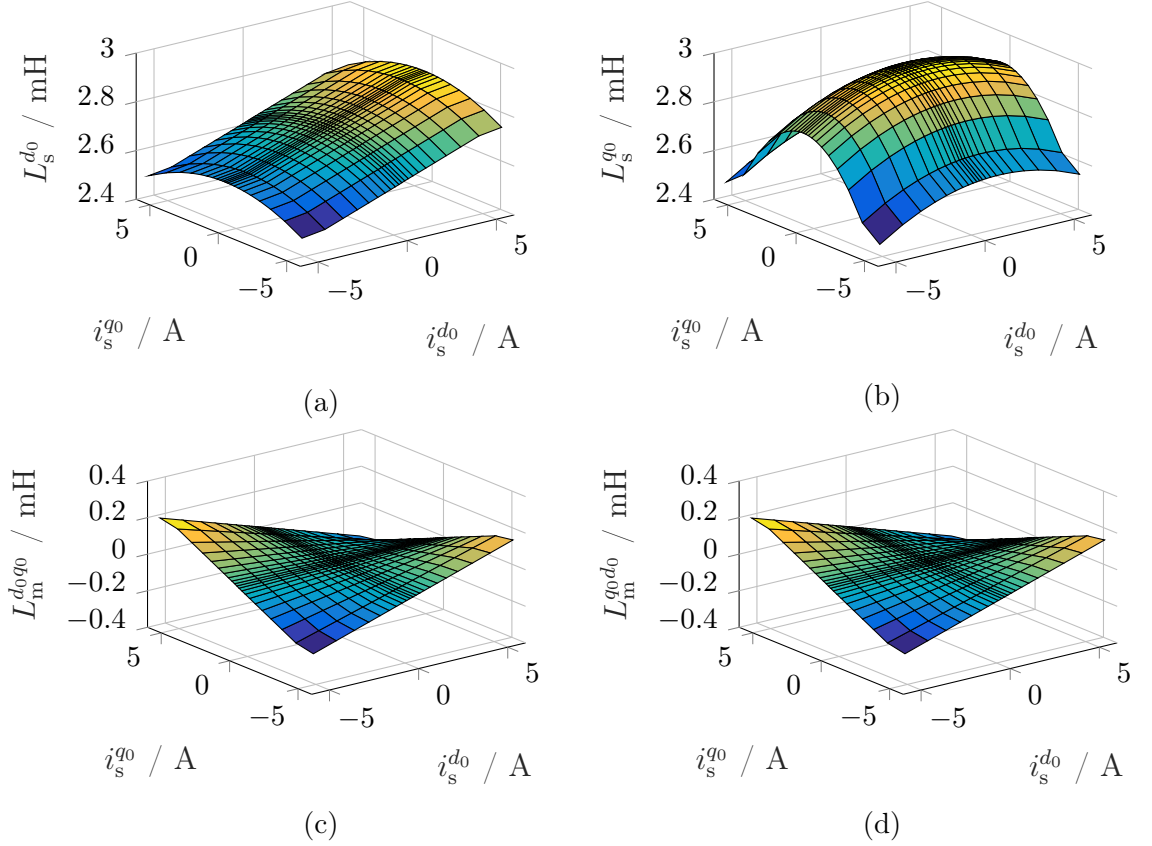 3
2.8
2.6
2.4
L_s^{d_0} / mH
5
0
−5
−5
0
5
i_s^{q_0} / A
i_s^{d_0} / A
(a)
3
2.8
2.6
2.4
L_s^{q_0} / mH
5
0
−5
−5
0
5
i_s^{q_0} / A
i_s^{d_0} / A
(b)
0.4
0.2
0
−0.2
−0.4
L_m^{d_0q_0} / mH
5
0
−5
−5
0
5
i_s^{q_0} / A
i_s^{d_0} / A
(c)
0.4
0.2
0
−0.2
−0.4
L_m^{q_0d_0} / mH
5
0
−5
−5
0
5
i_s^{q_0} / A
i_s^{d_0} / A
(d)